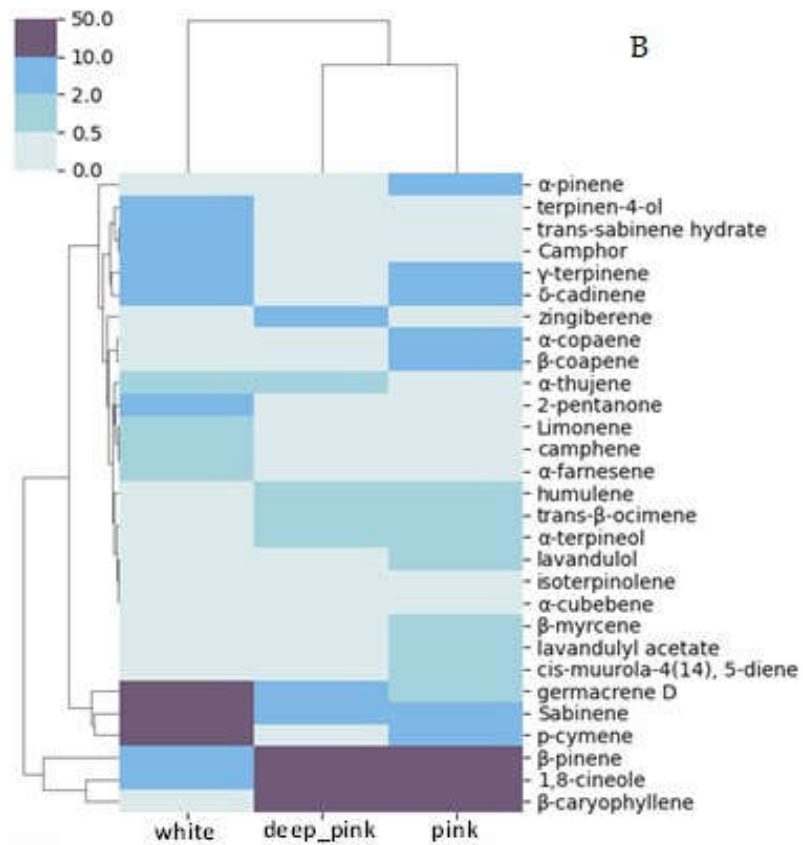 50.0
10.0
2.0
0.5
0.0
B
α-pinene
terpinen-4-ol
trans-sabinene hydrate
Camphor
γ-terpinene
δ-cadinene
zingiberene
α-copaene
β-coapene
α-thujene
2-pentanone
Limonene
camphene
α-farnesene
humulene
trans-β-ocimene
α-terpineol
lavandulol
isoterpinolene
α-cubebene
β-myrcene
lavandulyl acetate
cis-muurola-4(14), 5-diene
germacrene D
Sabinene
p-cymene
β-pinene
1,8-cineole
β-caryophyllene
white deep_pink pink